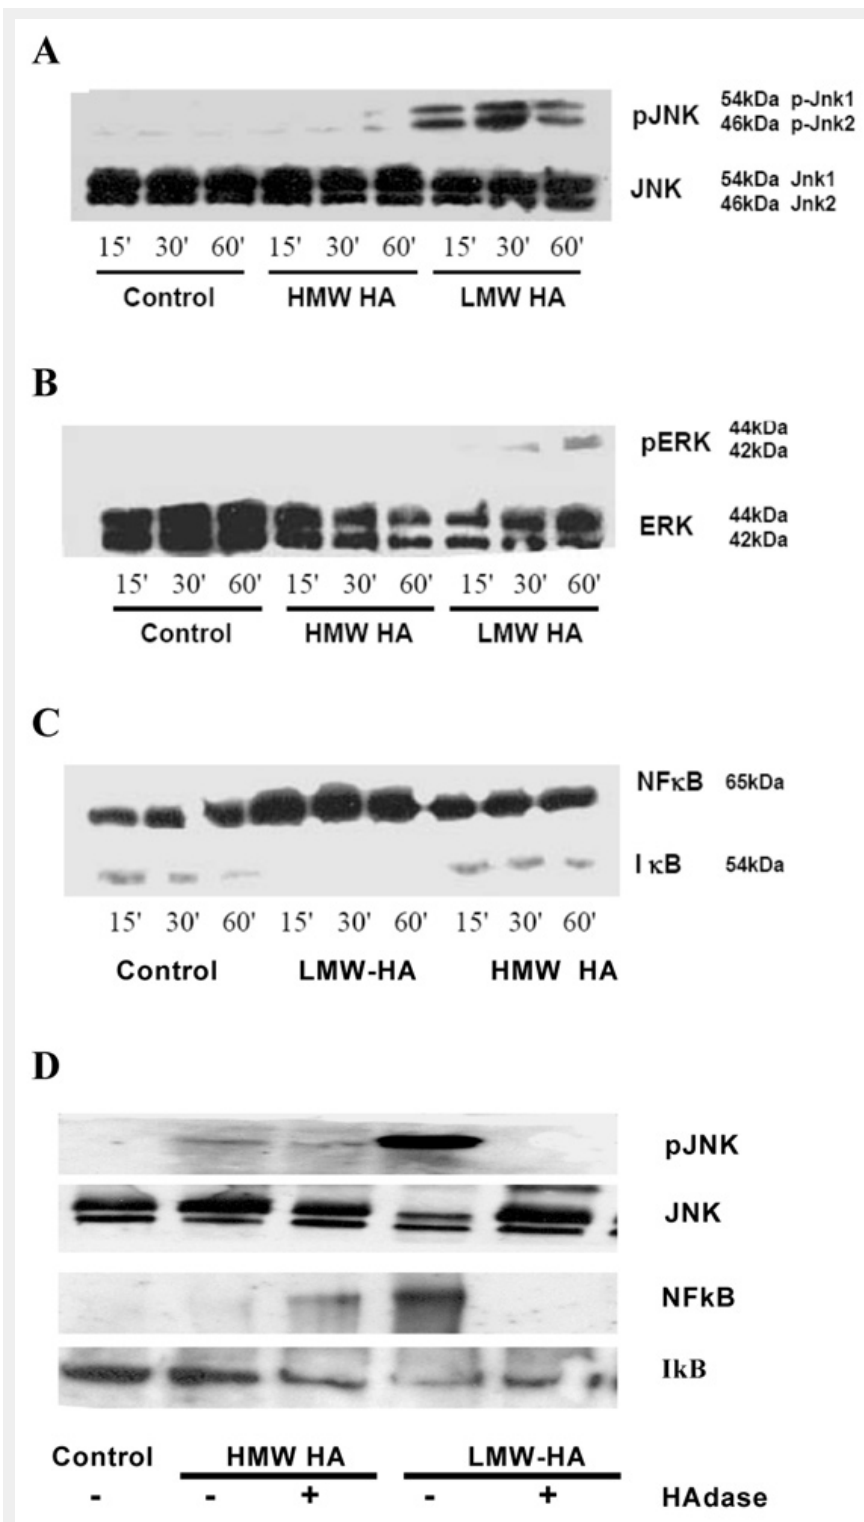 A
pJNK 54kDa p-Jnk1
46kDa p-Jnk2
JNK 54kDa Jnk1
46kDa Jnk2
15' 30' 60' 15' 30' 60' 15' 30' 60'
Control HMW HA LMW HA
B
pERK 44kDa
42kDa
ERK 44kDa
42kDa
15' 30' 60' 15' 30' 60' 15' 30' 60'
Control HMW HA LMW HA
C
NFκB 65kDa
IκB 54kDa
15' 30' 60' 15' 30' 60' 15' 30' 60'
Control LMW-HA HMW HA
D
pJNK
JNK
NFkB
IkB
Control HMW HA LMW-HA
- - + - + HAdase